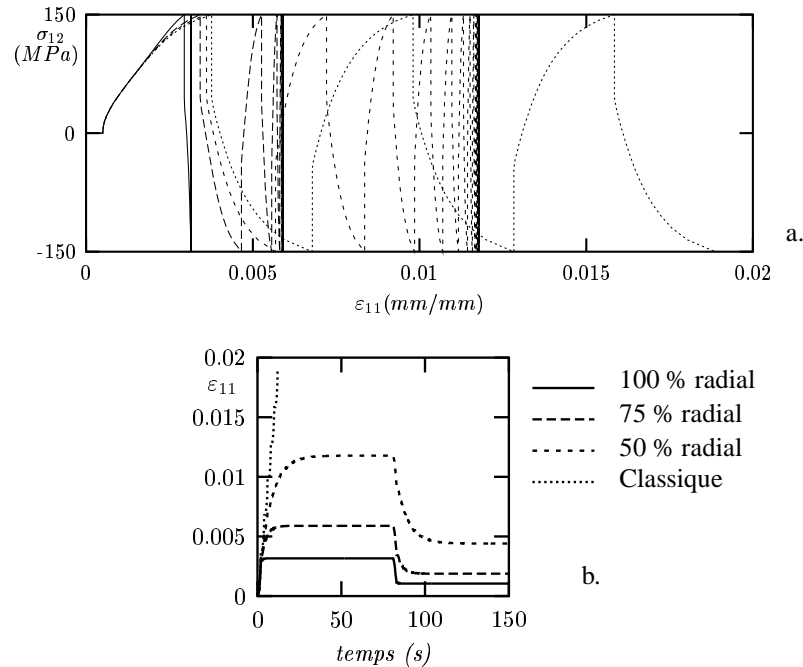 150
σ12
(MPa)
0
-150
0
0.005
0.01
0.015
0.02
ε11(mm/mm)
a.
0.02
ε11
0.015
0.01
0.005
0
0
50
100
150
temps (s)
100 % radial
75 % radial
50 % radial
Classique
b.